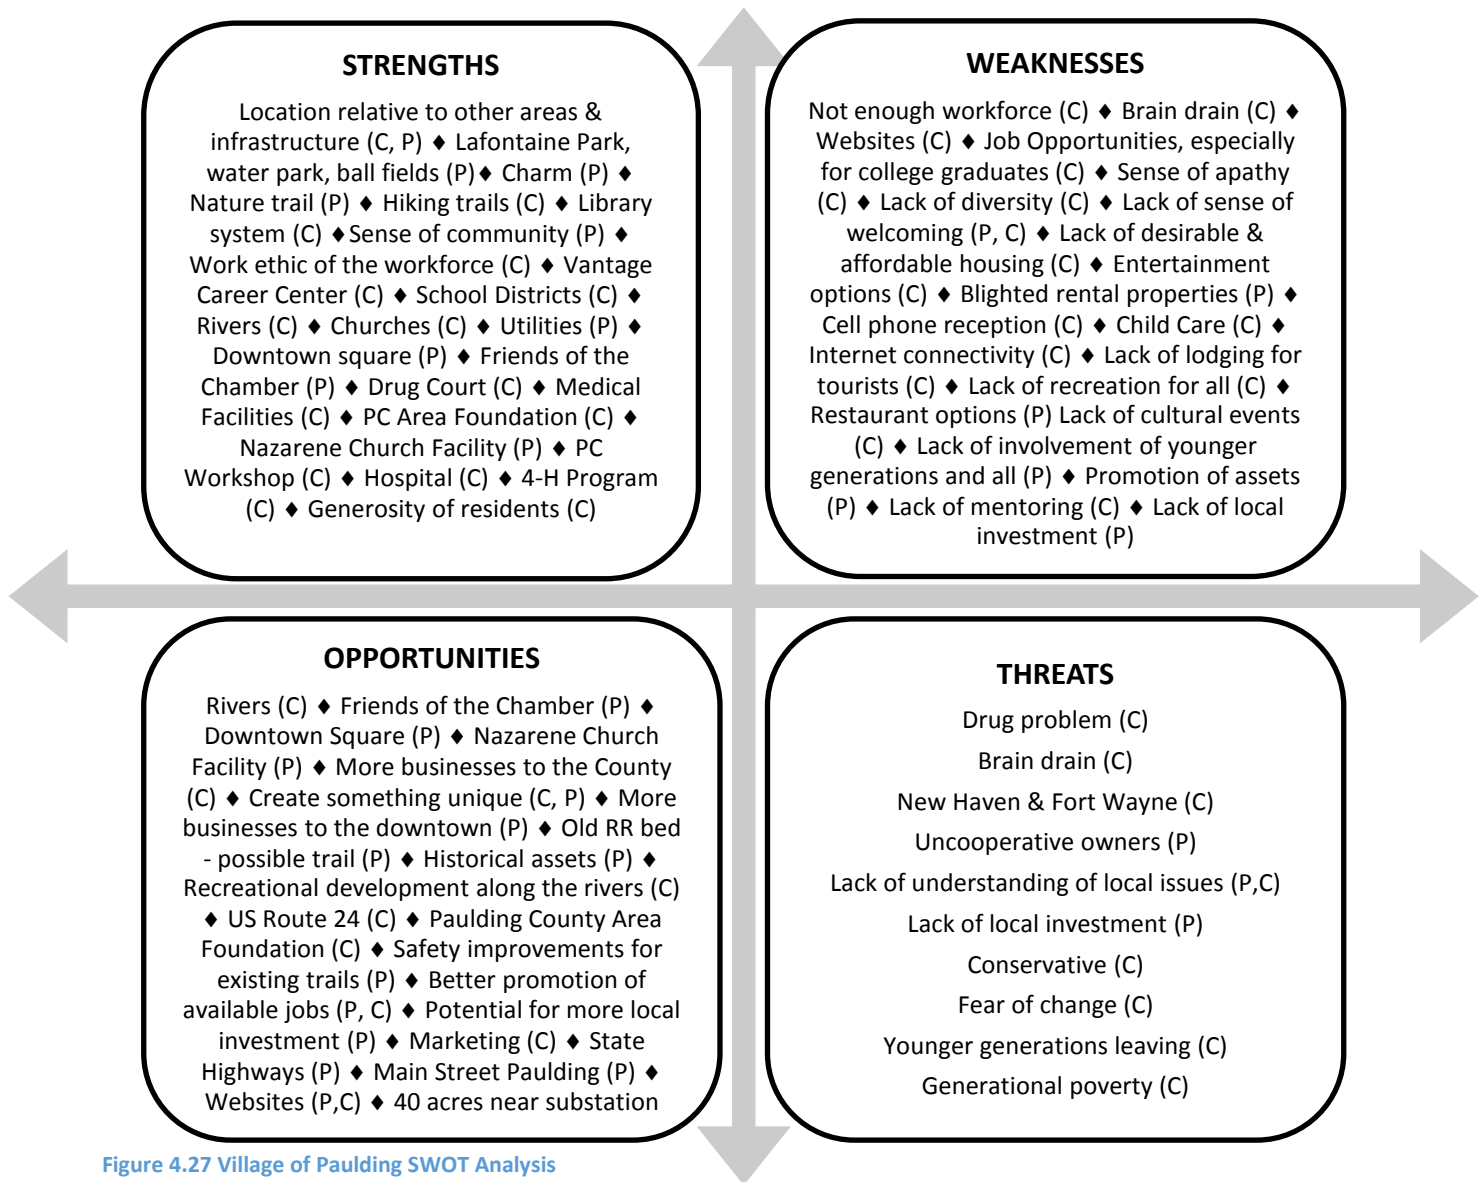 STRENGTHS
Location relative to other areas &
infrastructure (C, P) ♦ Lafontaine Park,
water park, ball fields (P)♦ Charm (P) ♦
Nature trail (P) ♦ Hiking trails (C) ♦ Library
system (C) ♦Sense of community (P) ♦
Work ethic of the workforce (C) ♦ Vantage
Career Center (C) ♦ School Districts (C) ♦
Rivers (C) ♦ Churches (C) ♦ Utilities (P) ♦
Downtown square (P) ♦ Friends of the
Chamber (P) ♦ Drug Court (C) ♦ Medical
Facilities (C) ♦ PC Area Foundation (C) ♦
Nazarene Church Facility (P) ♦ PC
Workshop (C) ♦ Hospital (C) ♦ 4-H Program
(C) ♦ Generosity of residents (C)
WEAKNESSES
Not enough workforce (C) ♦ Brain drain (C) ♦
Websites (C) ♦ Job Opportunities, especially
for college graduates (C) ♦ Sense of apathy
(C) ♦ Lack of diversity (C) ♦ Lack of sense of
welcoming (P, C) ♦ Lack of desirable &
affordable housing (C) ♦ Entertainment
options (C) ♦ Blighted rental properties (P) ♦
Cell phone reception (C) ♦ Child Care (C) ♦
Internet connectivity (C) ♦ Lack of lodging for
tourists (C) ♦ Lack of recreation for all (C) ♦
Restaurant options (P) Lack of cultural events
(C) ♦ Lack of involvement of younger
generations and all (P) ♦ Promotion of assets
(P) ♦ Lack of mentoring (C) ♦ Lack of local
investment (P)
OPPORTUNITIES
Rivers (C) ♦ Friends of the Chamber (P) ♦
Downtown Square (P) ♦ Nazarene Church
Facility (P) ♦ More businesses to the County
(C) ♦ Create something unique (C, P) ♦ More
businesses to the downtown (P) ♦ Old RR bed
- possible trail (P) ♦ Historical assets (P) ♦
Recreational development along the rivers (C)
♦ US Route 24 (C) ♦ Paulding County Area
Foundation (C) ♦ Safety improvements for
existing trails (P) ♦ Better promotion of
available jobs (P, C) ♦ Potential for more local
investment (P) ♦ Marketing (C) ♦ State
Highways (P) ♦ Main Street Paulding (P) ♦
Websites (P,C) ♦ 40 acres near substation
THREATS
Drug problem (C)
Brain drain (C)
New Haven & Fort Wayne (C)
Uncooperative owners (P)
Lack of understanding of local issues (P,C)
Lack of local investment (P)
Conservative (C)
Fear of change (C)
Younger generations leaving (C)
Generational poverty (C)
Figure 4.27 Village of Paulding SWOT Analysis